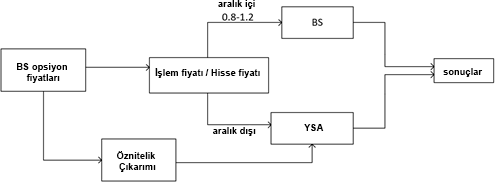 aralık içi
0.8-1.2
BS
BS opsiyon
fiyatları
İşlem fiyatı / Hisse fiyatı
sonuçlar
aralık dışı
YSA
Öznitelik
Çıkarımı